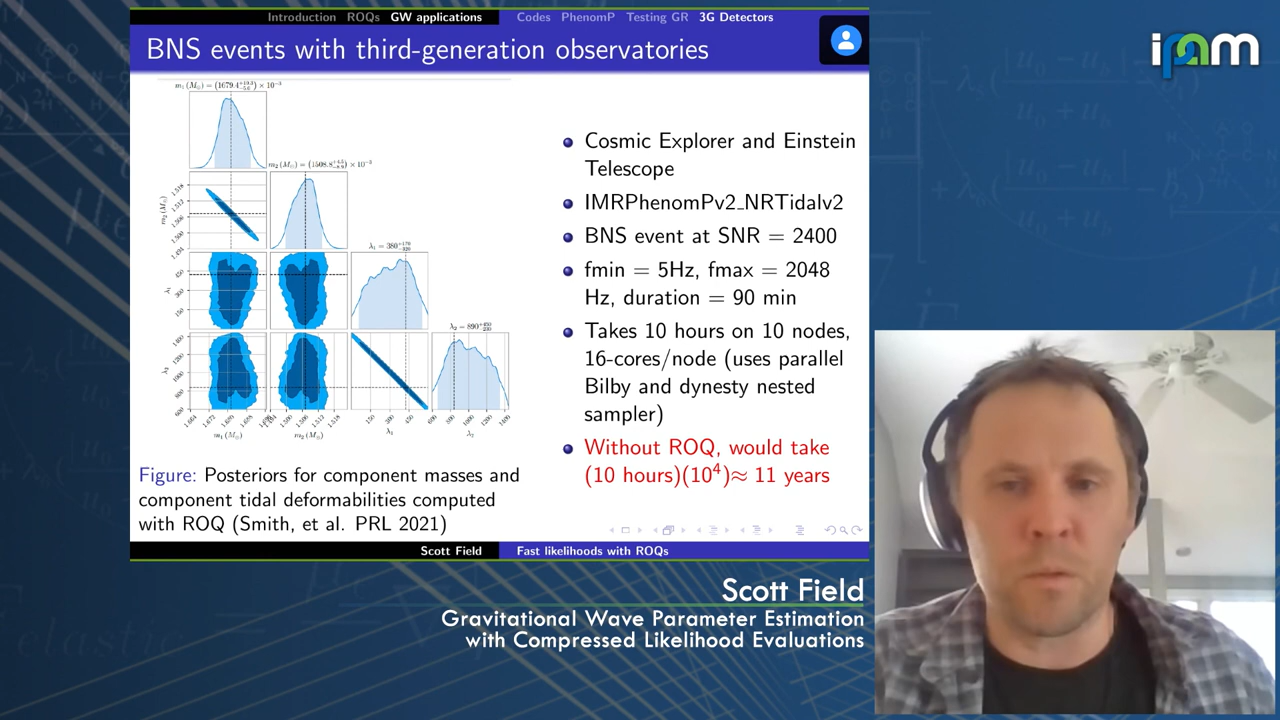 Introduction ROQs GW applications Codes PhenomP Testing GR 3G Detectors
BNS events with third-generation observatories
ipam
Cosmic Explorer and Einstein
Telescope
IMRPhenomPv2_NRTidalv2
BNS event at SNR = 2400
fmin = 5Hz, fmax = 2048
Hz, duration = 90 min
Takes 10 hours on 10 nodes,
16-cores/node (uses parallel
Bilby and dynesty nested
sampler)
Without ROQ, would take
(10 hours)(10⁴)≈ 11 years
Figure: Posteriors for component masses and
component tidal deformabilities computed
with ROQ (Smith, et al. PRL 2021)
Scott Field Fast likelihoods with ROQs
Scott Field
Gravitational Wave Parameter Estimation
with Compressed Likelihood Evaluations